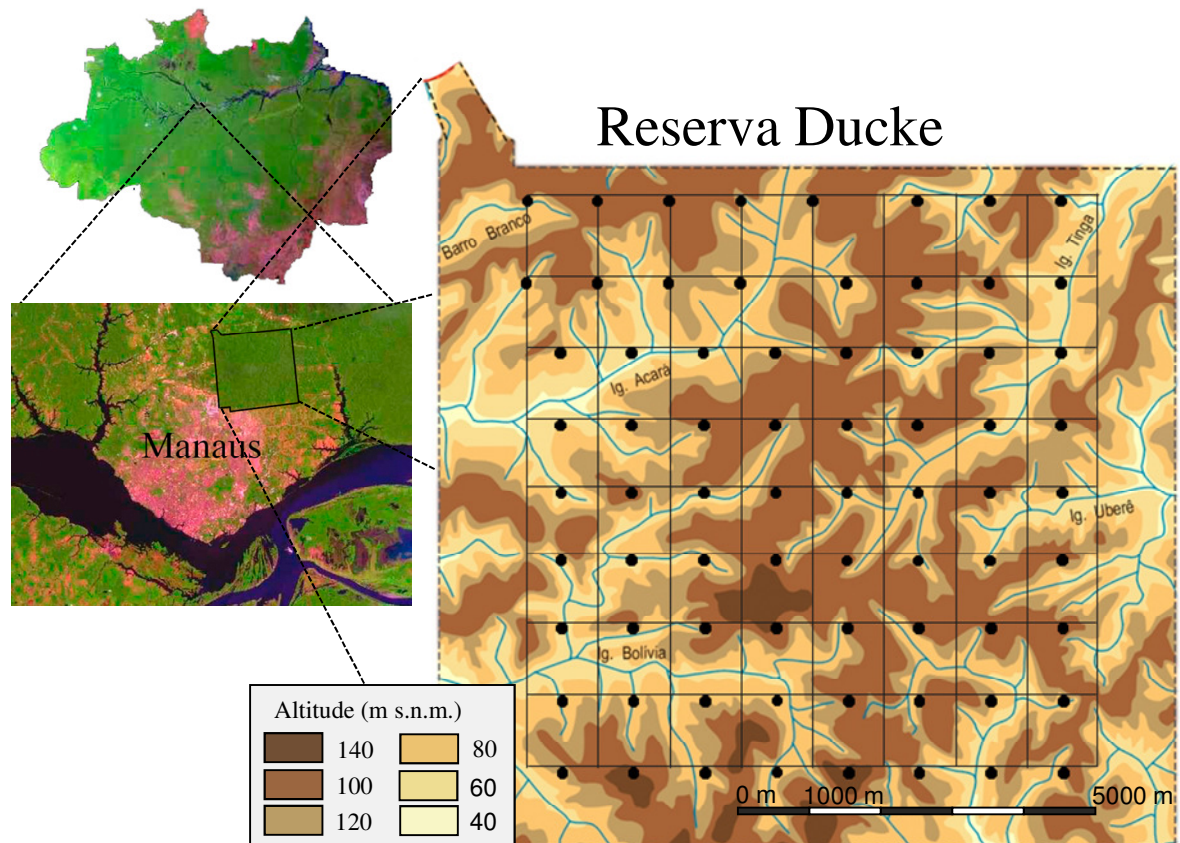 Reserva Ducke
Barro Branco
Ig. Tinga
Ig. Acarà
Manaus
Ig. Uberê
Ig. Bolívia
Altitude (m s.n.m.)
140 80
100 60
120 40
0 m 1000 m 5000 m